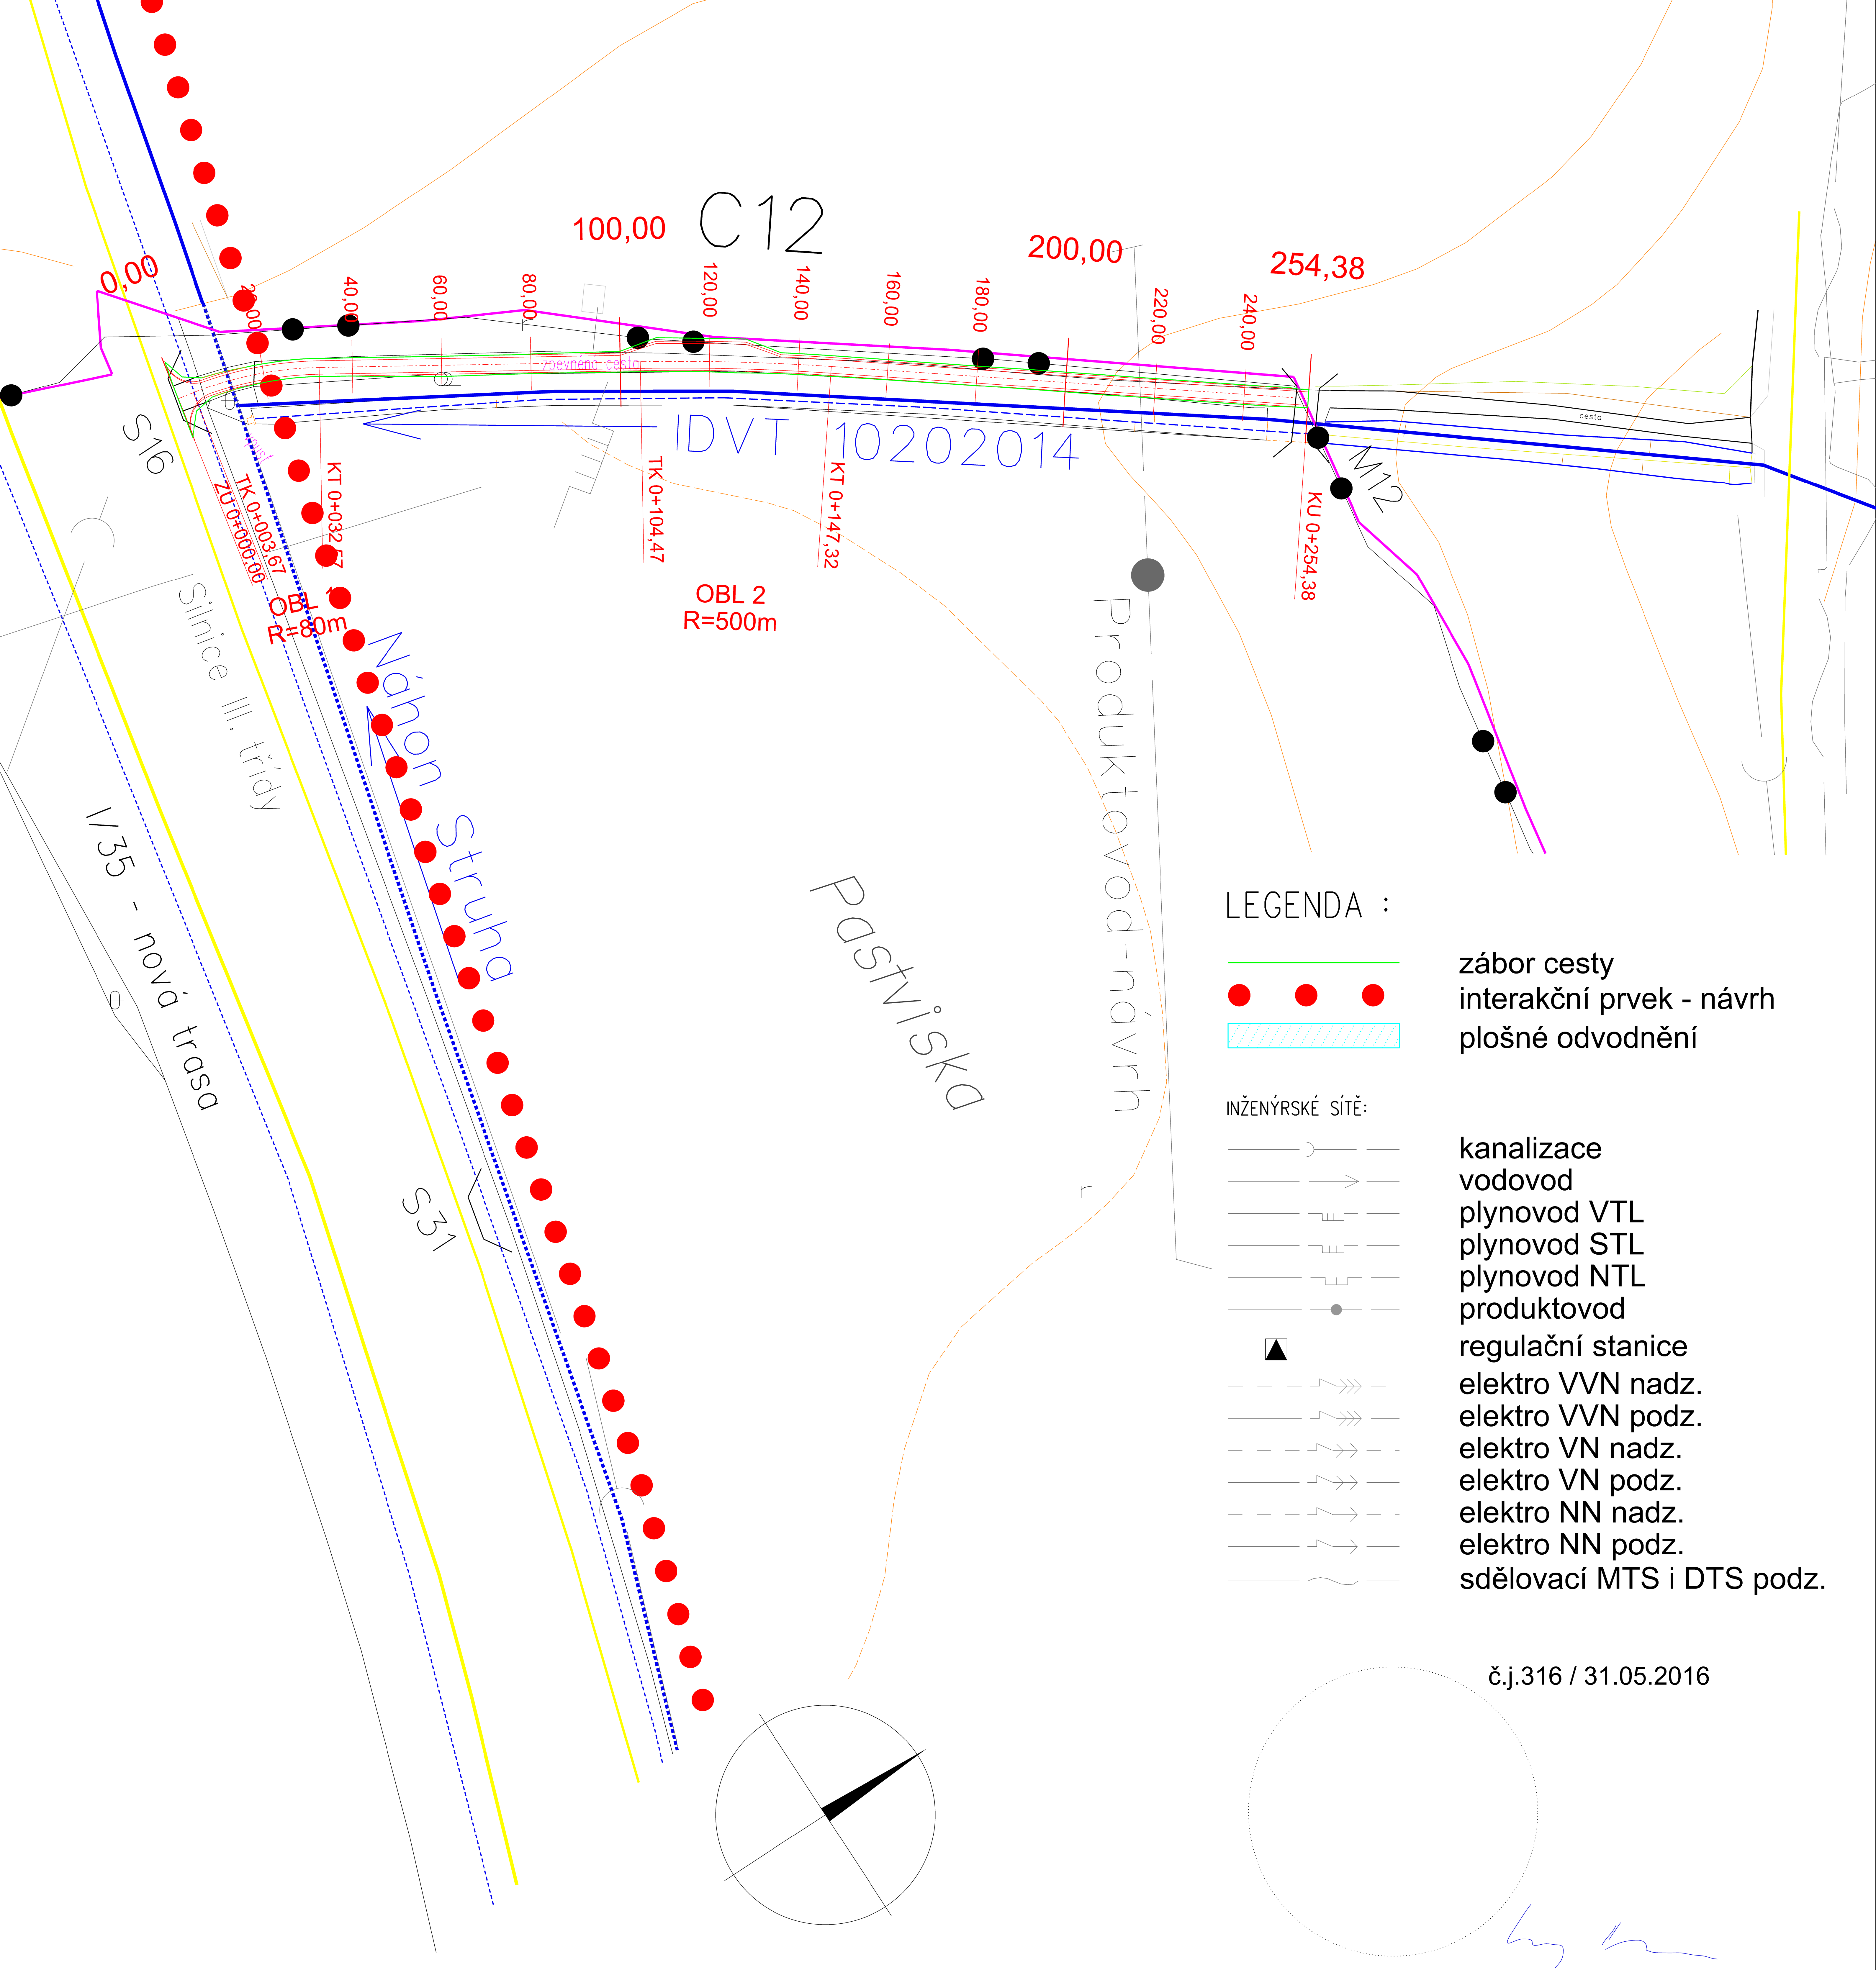 C12
0,00
100,00
200,00
254,38
20,00
40,00
60,00
80,00
120,00
140,00
160,00
180,00
220,00
240,00
zpevněná cesta
cesta
IDVT 10202014
S16
M12
ZU 0+000,00
TK 0+003,67
KT 0+032,57
TK 0+104,47
KT 0+147,32
KU 0+254,38
OBL 1
R=80m
OBL 2
R=500m
Silnice III. třídy
Náhon Struha
I/35 - nová trasa
S31
Pastviska
Produktovod-návrh
r
LEGENDA :
zábor cesty
interakční prvek - návrh
plošné odvodnění
INŽENÝRSKÉ SÍTĚ:
kanalizace
vodovod
plynovod VTL
plynovod STL
plynovod NTL
produktovod
regulační stanice
elektro VVN nadz.
elektro VVN podz.
elektro VN nadz.
elektro VN podz.
elektro NN nadz.
elektro NN podz.
sdělovací MTS i DTS podz.
č.j.316 / 31.05.2016